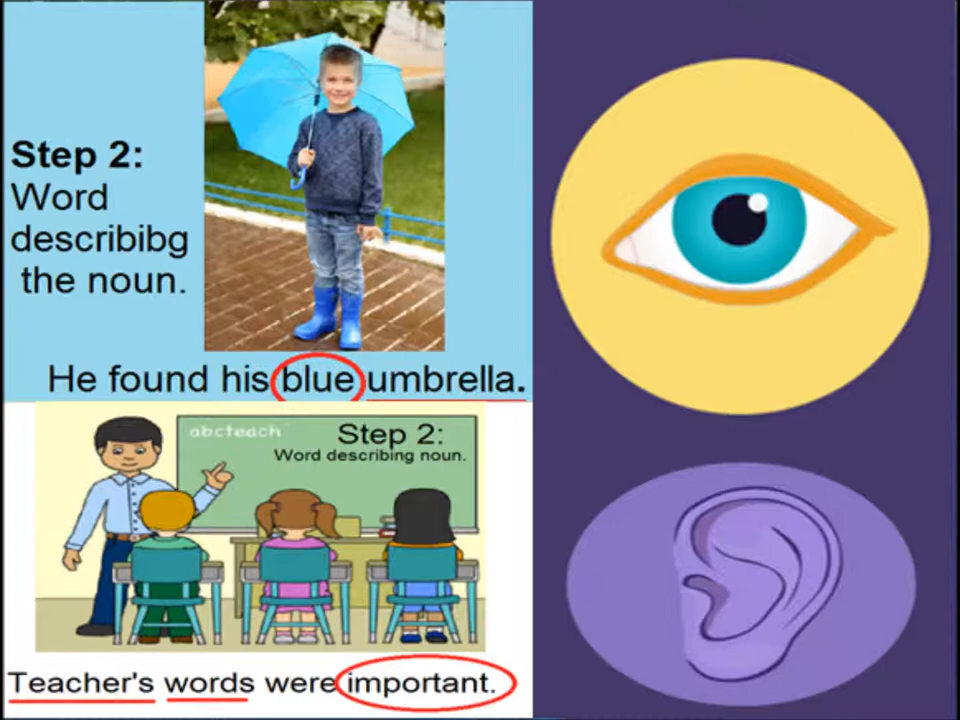 Step 2:
Word
describibg
the noun.
He found his blue umbrella.
abcteach
Step 2:
Word describing noun.
Teacher's words were important.